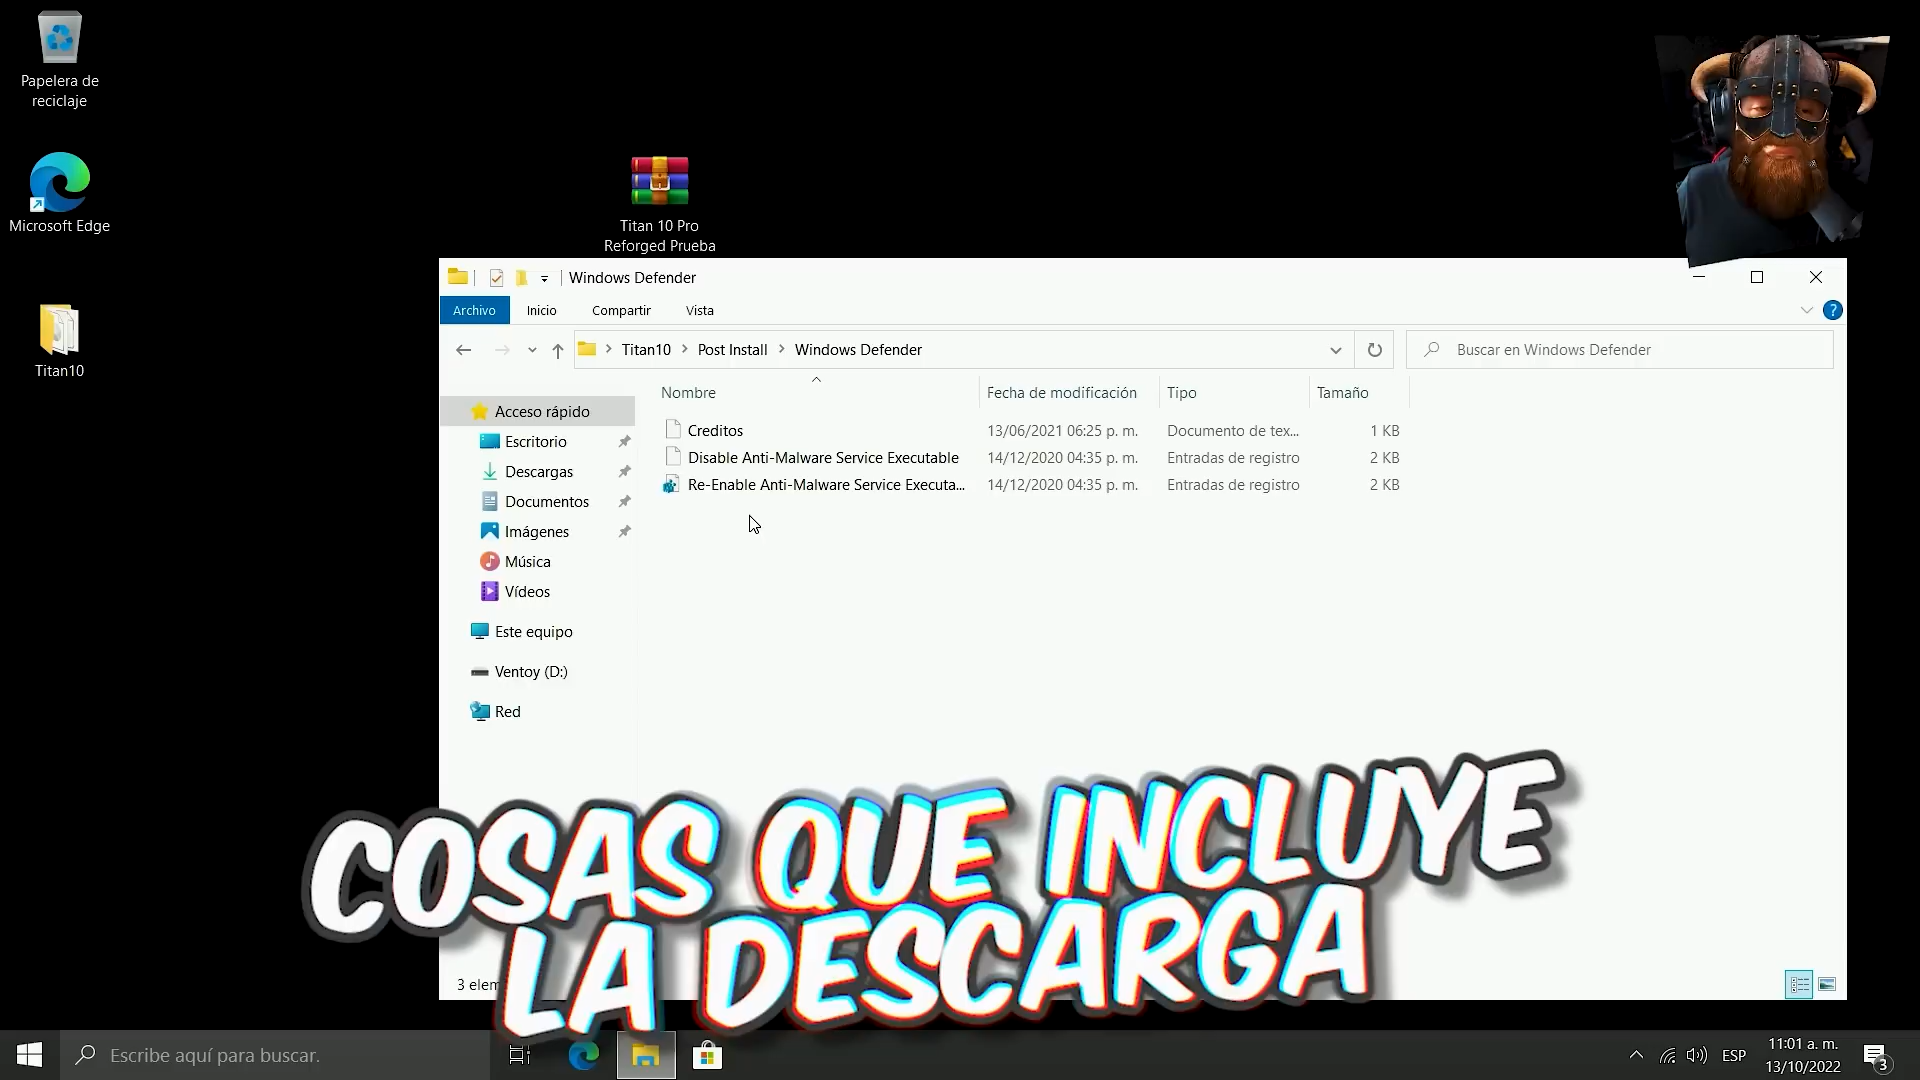 Papelera de
reciclaje
Microsoft Edge
Titan10
Titan 10 Pro
Reforged Prueba
Windows Defender
Archivo
Inicio
Compartir
Vista
?
Titan10
Post Install
Windows Defender
Buscar en Windows Defender
Nombre
Fecha de modificación
Tipo
Tamaño
Creditos
13/06/2021 06:25 p. m.
Documento de tex...
1 KB
Disable Anti-Malware Service Executable
14/12/2020 04:35 p. m.
Entradas de registro
2 KB
Re-Enable Anti-Malware Service Executa...
14/12/2020 04:35 p. m.
Entradas de registro
2 KB
Acceso rápido
Escritorio
Descargas
Documentos
Imágenes
Música
Vídeos
Este equipo
Ventoy (D:)
Red
COSAS QUE INCLUYE
LA DESCARGA
3 elem
Escribe aquí para buscar.
ESP
11:01 a. m.
13/10/2022
3